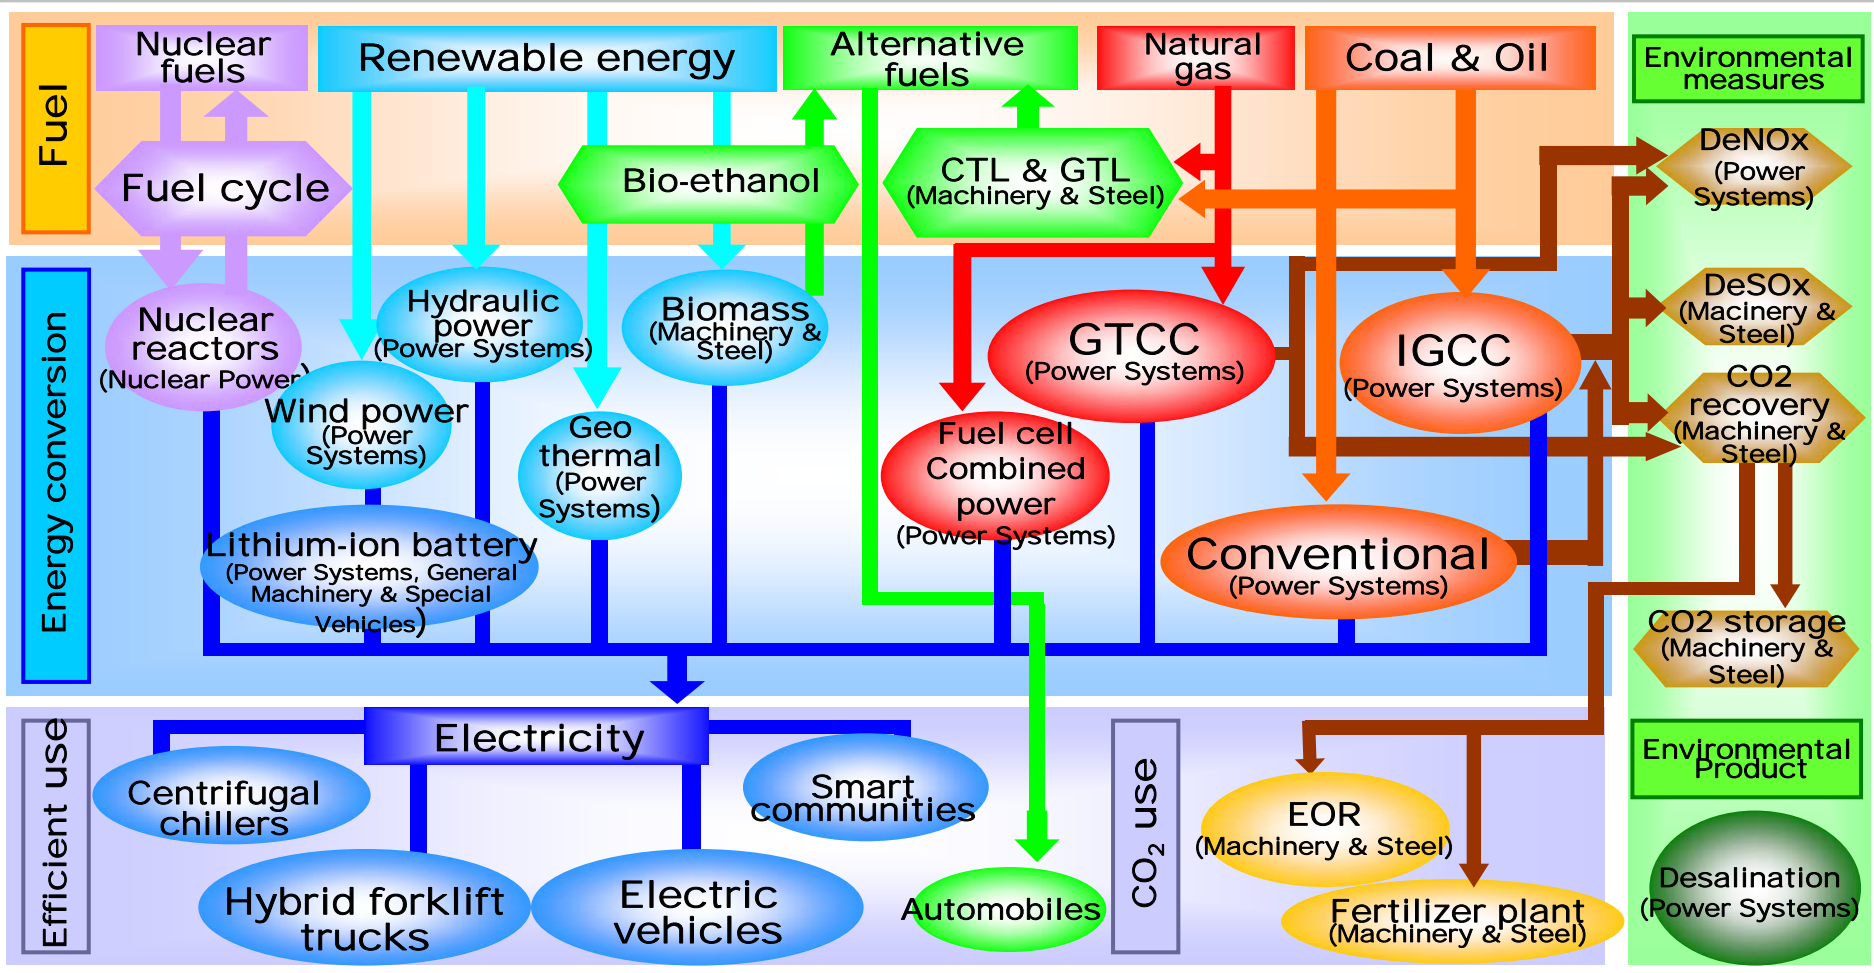 Fuel
Nuclear
fuels
Renewable energy
Alternative
fuels
Natural
gas
Coal & Oil
Environmental
measures
Fuel cycle
Bio-ethanol
CTL & GTL
(Machinery & Steel)
DeNOx
(Power
Systems)
Energy conversion
Nuclear
reactors
(Nuclear Power)
Hydraulic
power
(Power Systems)
Biomass
(Machinery &
Steel)
GTCC
(Power Systems)
IGCC
(Power Systems)
DeSOx
(Macinery &
Steel)
Wind power
(Power
Systems)
Geo
thermal
(Power
Systems)
Fuel cell
Combined
power
(Power Systems)
CO2
recovery
(Machinery &
Steel)
Lithium-ion battery
(Power Systems, General
Machinery & Special
Vehicles)
Conventional
(Power Systems)
CO2 storage
(Machinery &
Steel)
Efficient use
Electricity
Centrifugal
chillers
Smart
communities
Hybrid forklift
trucks
Electric
vehicles
Automobiles
CO₂ use
EOR
(Machinery & Steel)
Fertilizer plant
(Machinery & Steel)
Environmental
Product
Desalination
(Power Systems)